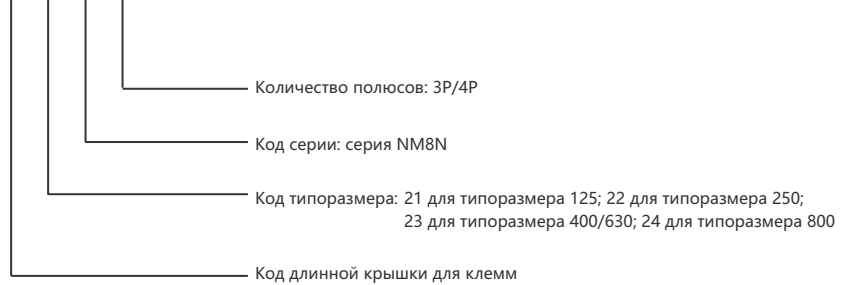 Количество полюсов: 3P/4P
Код серии: серия NM8N
Код типоразмера: 21 для типоразмера 125; 22 для типоразмера 250;
23 для типоразмера 400/630; 24 для типоразмера 800
Код длинной крышки для клемм